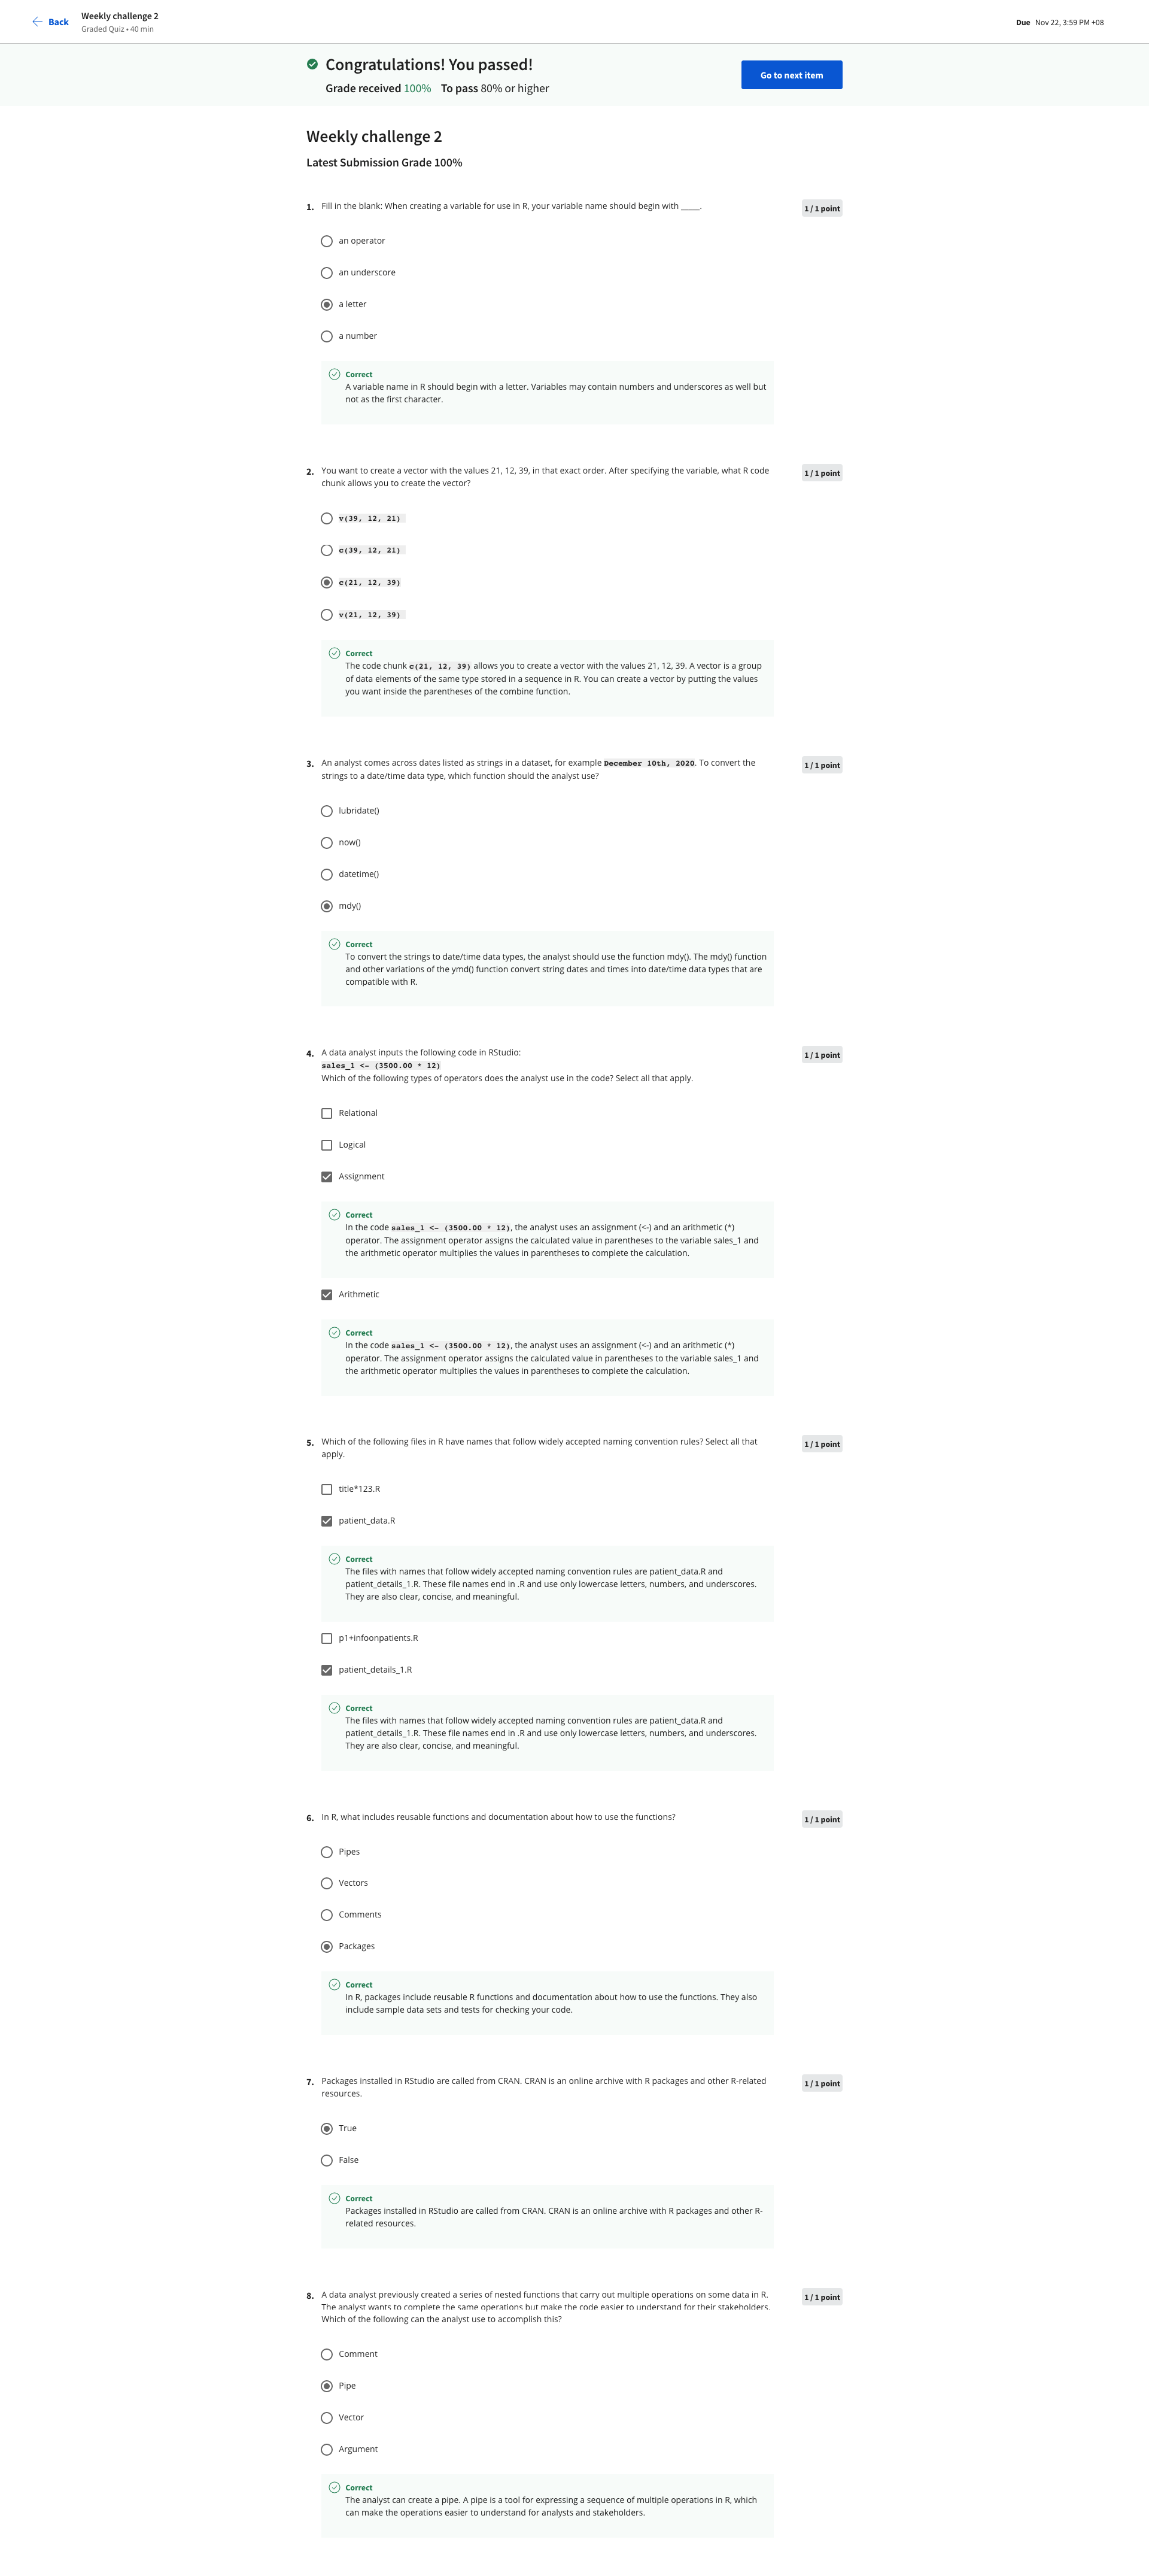 Back
Weekly challenge 2
Graded Quiz • 40 min
Due Nov 22, 3:59 PM +08
Congratulations! You passed!
Grade received 100% To pass 80% or higher
Go to next item
Weekly challenge 2
Latest Submission Grade 100%
1. Fill in the blank: When creating a variable for use in R, your variable name should begin with _____.
1 / 1 point
an operator
an underscore
a letter
a number
Correct
A variable name in R should begin with a letter. Variables may contain numbers and underscores as well but
not as the first character.
2. You want to create a vector with the values 21, 12, 39, in that exact order. After specifying the variable, what R code
chunk allows you to create the vector?
1 / 1 point
v(39, 12, 21)
c(39, 12, 21)
c(21, 12, 39)
v(21, 12, 39)
Correct
The code chunk c(21, 12, 39) allows you to create a vector with the values 21, 12, 39. A vector is a group
of data elements of the same type stored in a sequence in R. You can create a vector by putting the values
you want inside the parentheses of the combine function.
3. An analyst comes across dates listed as strings in a dataset, for example December 10th, 2020. To convert the
strings to a date/time data type, which function should the analyst use?
1 / 1 point
lubridate()
now()
datetime()
mdy()
Correct
To convert the strings to date/time data types, the analyst should use the function mdy(). The mdy() function
and other variations of the ymd() function convert string dates and times into date/time data types that are
compatible with R.
4. A data analyst inputs the following code in RStudio:
sales_1 <- (3500.00 * 12)
Which of the following types of operators does the analyst use in the code? Select all that apply.
1 / 1 point
Relational
Logical
Assignment
Correct
In the code sales_1 <- (3500.00 * 12), the analyst uses an assignment (<-) and an arithmetic (*)
operator. The assignment operator assigns the calculated value in parentheses to the variable sales_1 and
the arithmetic operator multiplies the values in parentheses to complete the calculation.
Arithmetic
Correct
In the code sales_1 <- (3500.00 * 12), the analyst uses an assignment (<-) and an arithmetic (*)
operator. The assignment operator assigns the calculated value in parentheses to the variable sales_1 and
the arithmetic operator multiplies the values in parentheses to complete the calculation.
5. Which of the following files in R have names that follow widely accepted naming convention rules? Select all that
apply.
1 / 1 point
title*123.R
patient_data.R
Correct
The files with names that follow widely accepted naming convention rules are patient_data.R and
patient_details_1.R. These file names end in .R and use only lowercase letters, numbers, and underscores.
They are also clear, concise, and meaningful.
p1+infoonpatients.R
patient_details_1.R
Correct
The files with names that follow widely accepted naming convention rules are patient_data.R and
patient_details_1.R. These file names end in .R and use only lowercase letters, numbers, and underscores.
They are also clear, concise, and meaningful.
6. In R, what includes reusable functions and documentation about how to use the functions?
1 / 1 point
Pipes
Vectors
Comments
Packages
Correct
In R, packages include reusable R functions and documentation about how to use the functions. They also
include sample data sets and tests for checking your code.
7. Packages installed in RStudio are called from CRAN. CRAN is an online archive with R packages and other R-related
resources.
1 / 1 point
True
False
Correct
Packages installed in RStudio are called from CRAN. CRAN is an online archive with R packages and other R-
related resources.
8. A data analyst previously created a series of nested functions that carry out multiple operations on some data in R.
The analyst wants to complete the same operations but make the code easier to understand for their stakeholders.
Which of the following can the analyst use to accomplish this?
1 / 1 point
Comment
Pipe
Vector
Argument
Correct
The analyst can create a pipe. A pipe is a tool for expressing a sequence of multiple operations in R, which
can make the operations easier to understand for analysts and stakeholders.